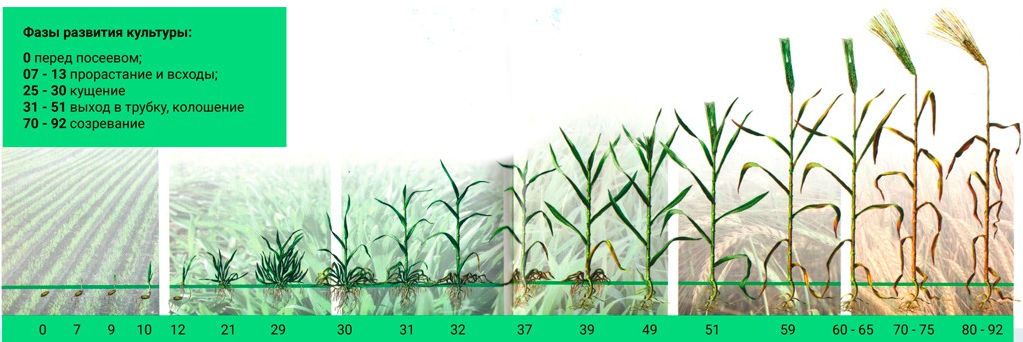 Фазы развития культуры:
0 перед посеевом;
07 - 13 прорастание и всходы;
25 - 30 кущение
31 - 51 выход в трубку, колошение
70 - 92 созревание
0 7 9 10 12 21 29 30 31 32 37 39 49 51 59 60 - 65 70 - 75 80 - 92